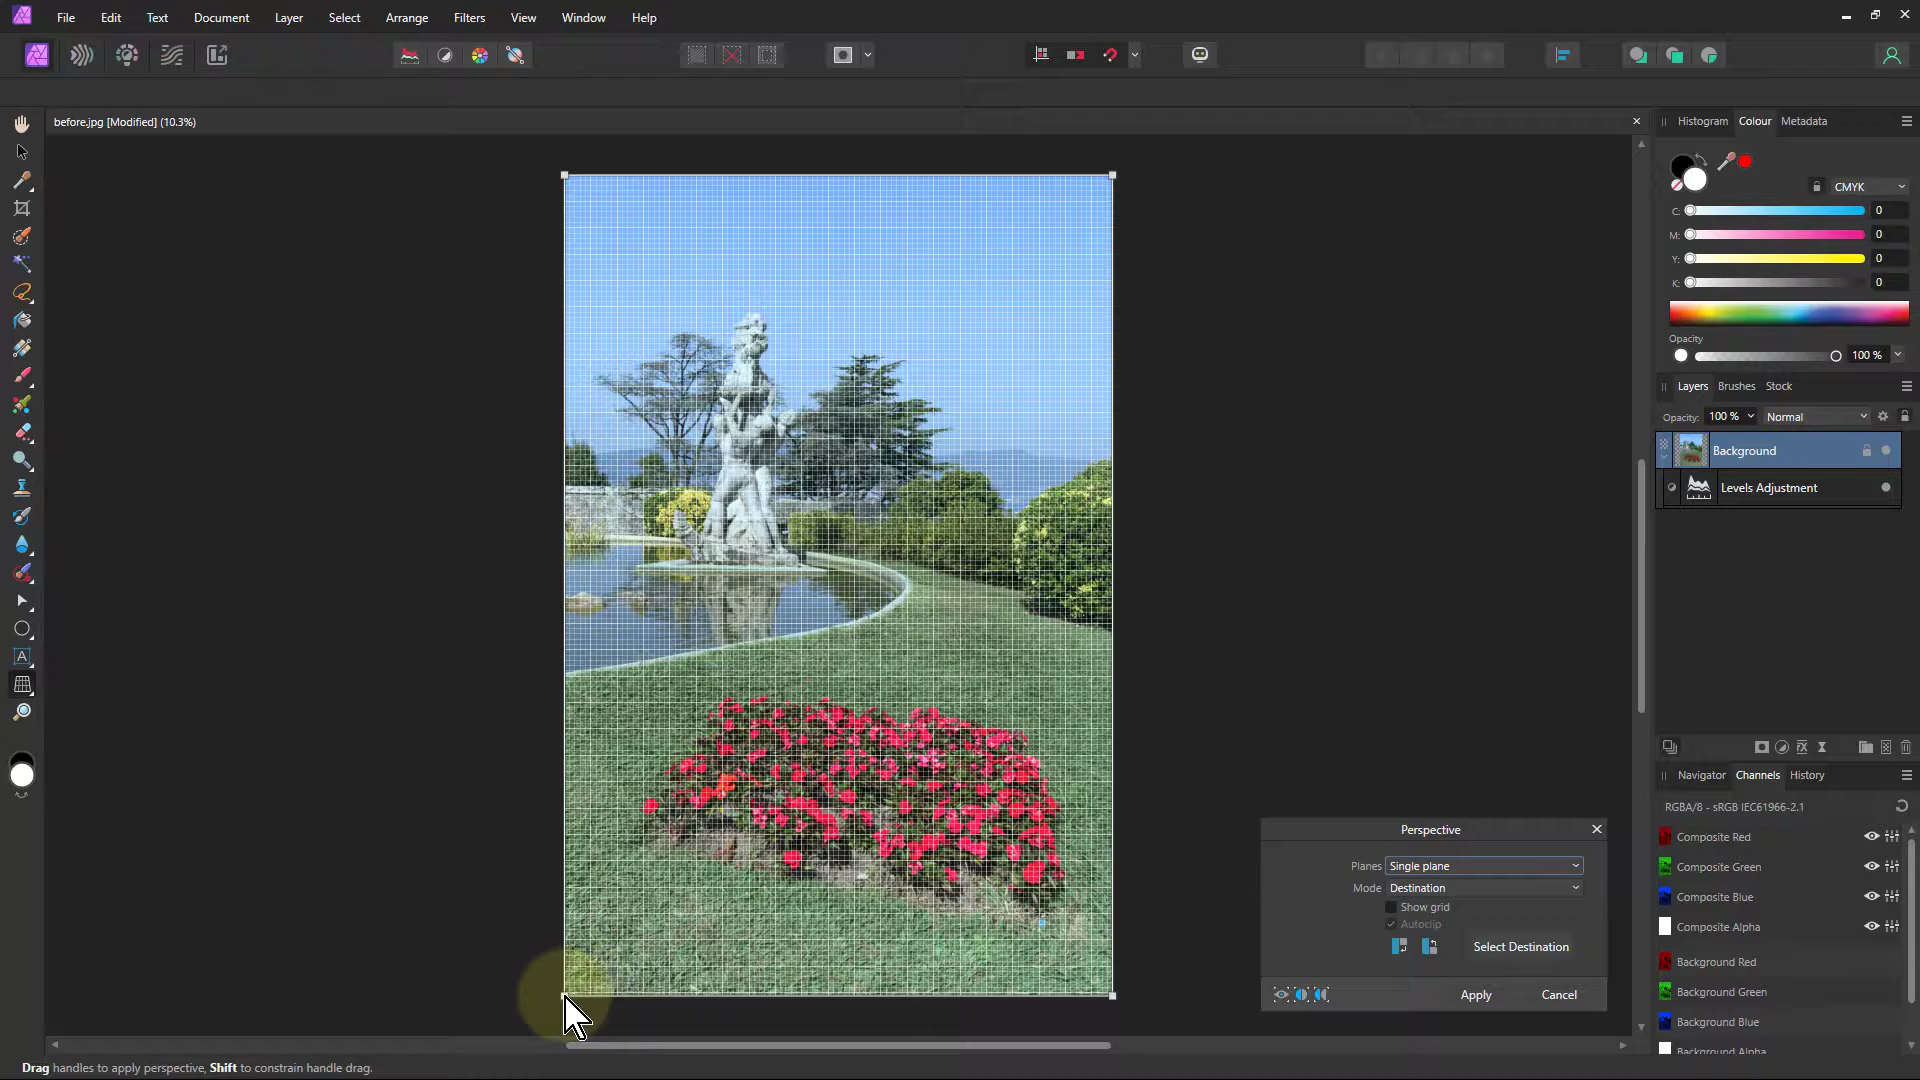 File Edit Text Document Layer Select Arrange Filters View Window Help
before.jpg [Modified] (10.3%)
Histogram Colour Metadata
CMYK
C: 0
M: 0
Y: 0
K: 0
Opacity
100 %
Layers Brushes Stock
Opacity: 100 % Normal
Background
Levels Adjustment
Navigator Channels History
RGBA/8 - sRGB IEC61966-2.1
Composite Red
Composite Green
Composite Blue
Composite Alpha
Background Red
Background Green
Background Blue
Background Alpha
Perspective
Planes Single plane
Mode Destination
Show grid
Autoclip
Select Destination
Apply Cancel
Drag handles to apply perspective, Shift to constrain handle drag.